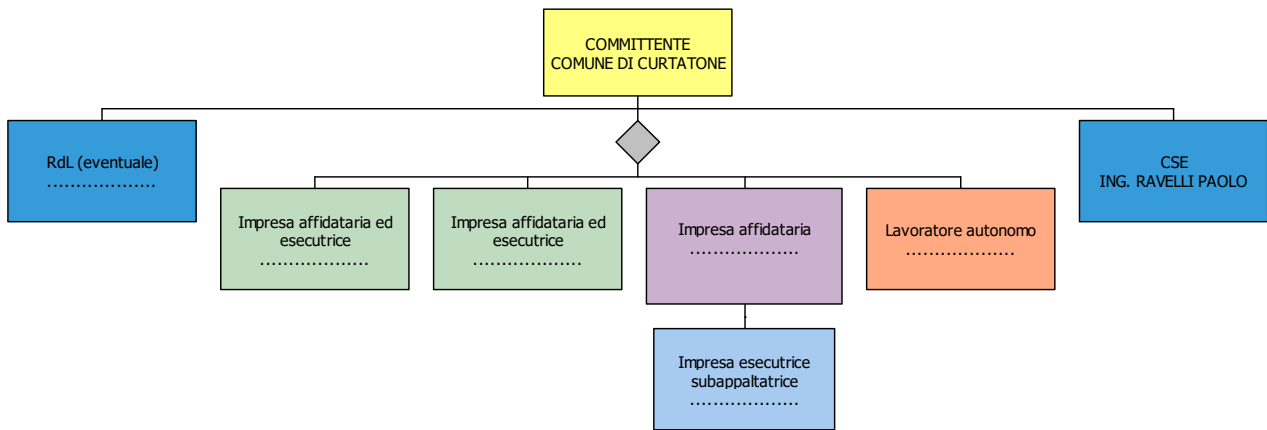 COMMITTENTE
COMUNE DI CURTATONE
RdL (eventuale)
...................
CSE
ING. RAVELLI PAOLO
Impresa affidataria ed
esecutrice
...................
Impresa affidataria ed
esecutrice
...................
Impresa affidataria
...................
Lavoratore autonomo
...................
Impresa esecutrice
subappaltatrice
...................